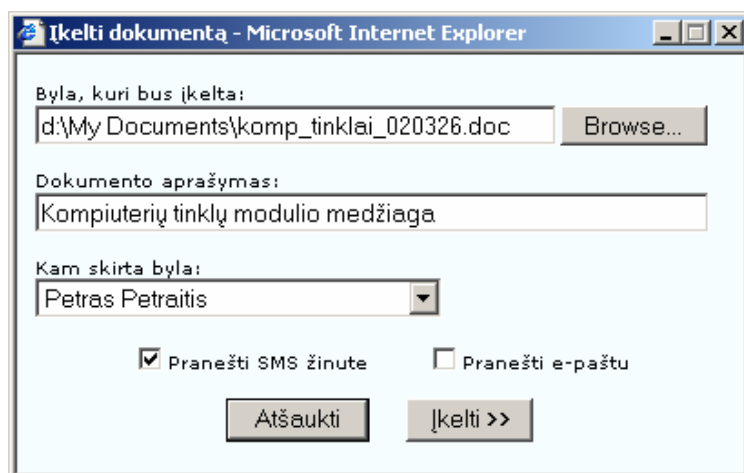 Įkelti dokumentą - Microsoft Internet Explorer
Byla, kuri bus įkelta:
d:\My Documents\komp_tinklai_020326.doc Browse...
Dokumento aprašymas:
Kompiuterių tinklų modulio medžiaga
Kam skirta byla:
Petras Petraitis
Pranešti SMS žinute Pranešti e-paštu
Atšaukti Įkelti >>